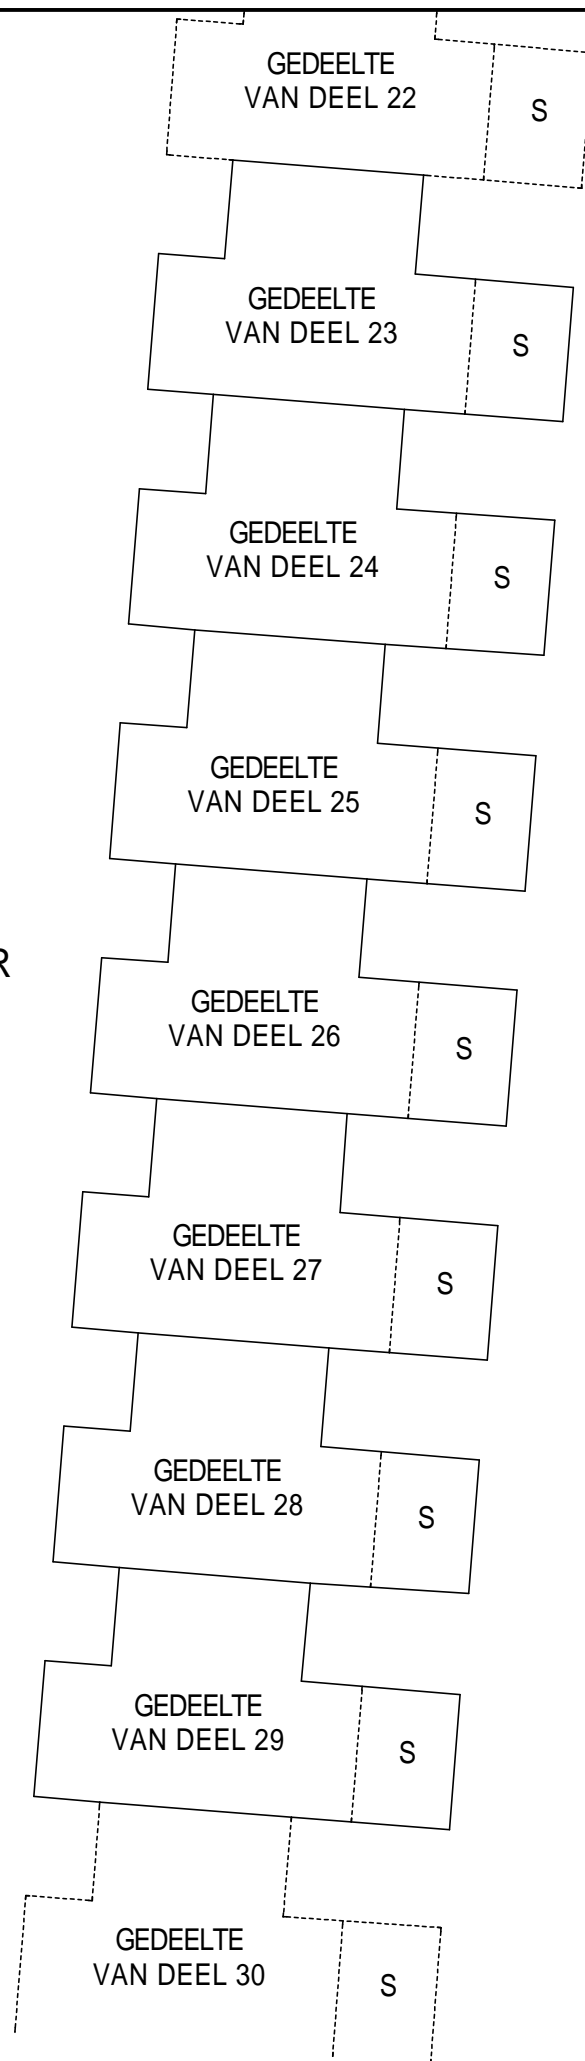 GEDEELTE
VAN DEEL 22
S
GEDEELTE
VAN DEEL 23
S
GEDEELTE
VAN DEEL 24
S
GEDEELTE
VAN DEEL 25
S
R
GEDEELTE
VAN DEEL 26
S
GEDEELTE
VAN DEEL 27
S
GEDEELTE
VAN DEEL 28
S
GEDEELTE
VAN DEEL 29
S
GEDEELTE
VAN DEEL 30
S